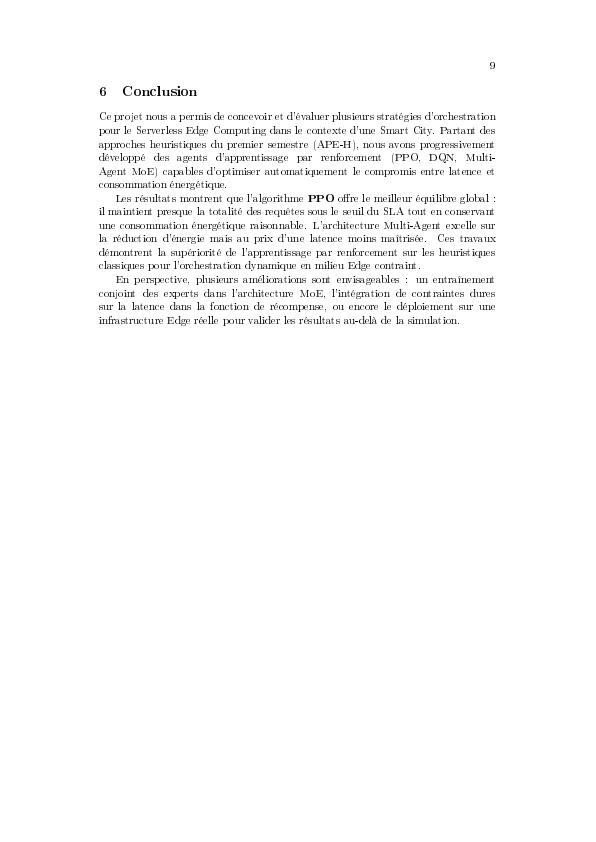 9
6 Conclusion
Ce projet nous a permis de concevoir et d'évaluer plusieurs stratégies d'orchestration
pour le Serverless Edge Computing dans le contexte d'une Smart City. Partant des
approches heuristiques du premier semestre (APE-H), nous avons progressivement
développé des agents d'apprentissage par renforcement (PPO, DQN, Multi-
Agent MoE) capables d'optimiser automatiquement le compromis entre latence et
consommation énergétique.
Les résultats montrent que l'algorithme PPO offre le meilleur équilibre global :
il maintient presque la totalité des requêtes sous le seuil du SLA tout en conservant
une consommation énergétique raisonnable. L'architecture Multi-Agent excelle sur
la réduction d'énergie mais au prix d'une latence moins maîtrisée. Ces travaux
démontrent la supériorité de l'apprentissage par renforcement sur les heuristiques
classiques pour l'orchestration dynamique en milieu Edge contraint.
En perspective, plusieurs améliorations sont envisageables : un entraînement
conjoint des experts dans l'architecture MoE, l'intégration de contraintes dures
sur la latence dans la fonction de récompense, ou encore le déploiement sur une
infrastructure Edge réelle pour valider les résultats au-delà de la simulation.